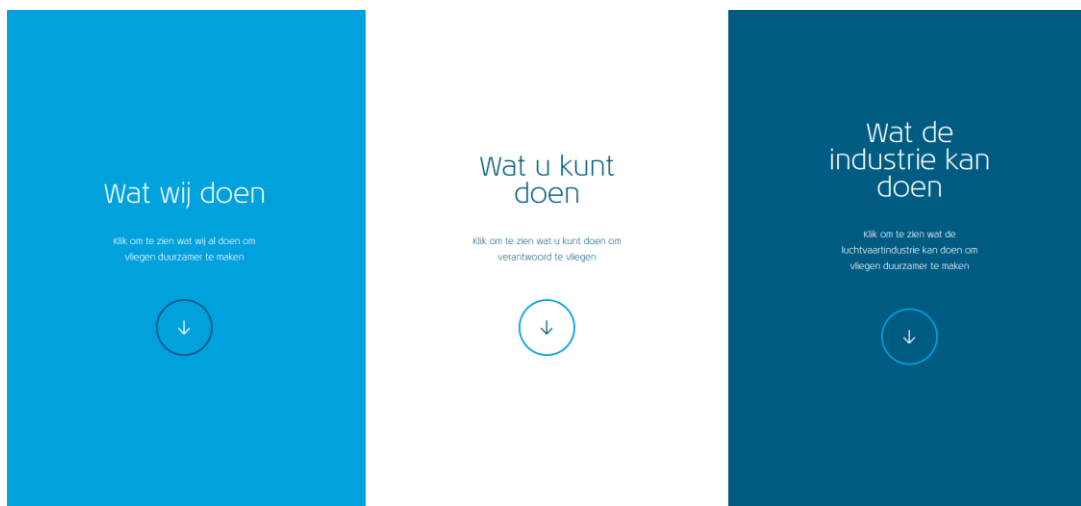 Wat wij doen
Klik om te zien wat wij al doen om
vliegen duurzamer te maken
Wat u kunt
doen
Klik om te zien wat u kunt doen om
verantwoord te vliegen
Wat de
industrie kan
doen
Klik om te zien wat de
luchtvaartindustrie kan doen om
vliegen duurzamer te maken